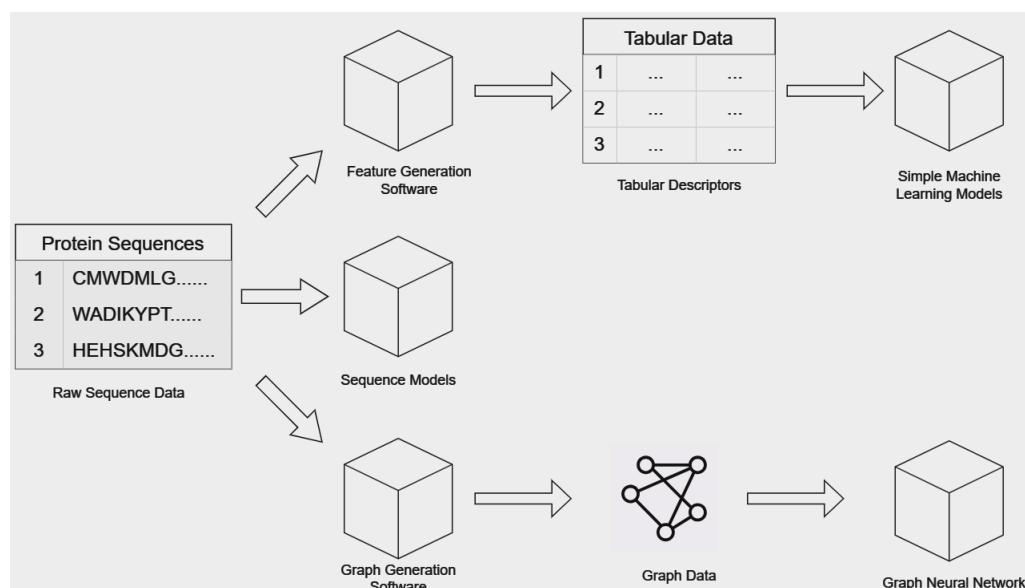 Tabular Data
1 ... ...
2 ... ...
3 ... ...
Feature Generation
Software
Tabular Descriptors
Simple Machine
Learning Models
Protein Sequences
1 CMWDMLG......
2 WADIKYPT......
3 HEHSKMDG......
Raw Sequence Data
Sequence Models
Graph Generation
Software
Graph Data
Graph Neural Network